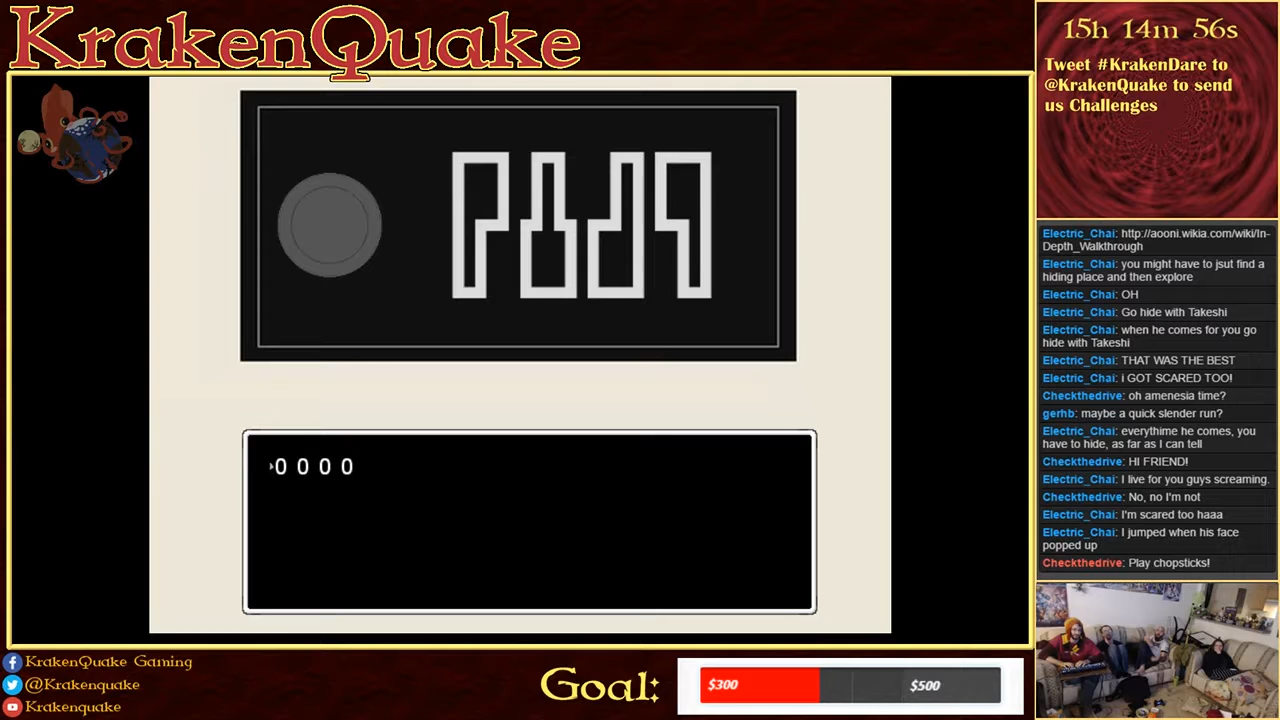 KrakenQuake
15h 14m 56s
Tweet #KrakenDare to
@KrakenQuake to send
us Challenges
0 0 0 0
Electric_Chai: http://aooni.wikia.com/wiki/In-
Depth_Walkthrough
Electric_Chai: you might have to jsut find a
hiding place and then explore
Electric_Chai: OH
Electric_Chai: Go hide with Takeshi
Electric_Chai: when he comes for you go
hide with Takeshi
Electric_Chai: THAT WAS THE BEST
Electric_Chai: i GOT SCARED TOO!
Checkthedrive: oh amenesia time?
gerhb: maybe a quick slender run?
Electric_Chai: everythime he comes, you
have to hide, as far as I can tell
Checkthedrive: HI FRIEND!
Electric_Chai: I live for you guys screaming.
Checkthedrive: No, no I'm not
Electric_Chai: I'm scared too haaa
Electric_Chai: I jumped when his face
popped up
Checkthedrive: Play chopsticks!
KrakenQuake Gaming
@Krakenquake
Krakenquake
Goal:
$300
$500